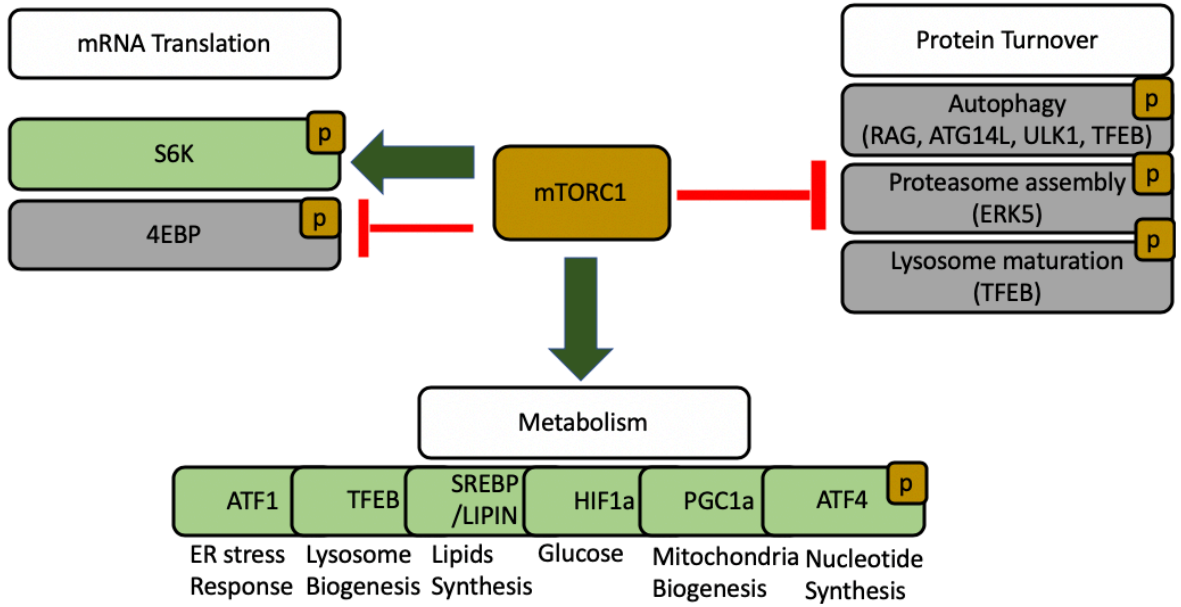 mRNA Translation
p
S6K
p
4EBP
mTORC1
Protein Turnover
p
Autophagy
(RAG, ATG14L, ULK1, TFEB)
p
Proteasome assembly
(ERK5)
p
Lysosome maturation
(TFEB)
Metabolism
ATF1
TFEB
SREBP
/LIPIN
HIF1a
PGC1a
ATF4
p
ER stress
Response
Lysosome
Biogenesis
Lipids
Synthesis
Glucose
Mitochondria
Biogenesis
Nucleotide
Synthesis